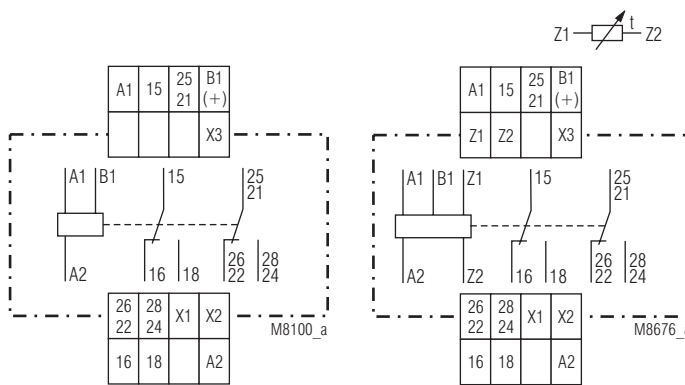 Z1 t Z2
A1 15 25 B1
21 (+)
X3
A1 B1 15 25
21
A2 16 18 26 28
22 24
26 28 X1 X2
22 24
16 18 A2
M8100_a
A1 15 25 B1
21 (+)
Z1 Z2 X3
A1 B1 Z1 15 25
21
A2 Z2 16 18 26 28
22 24
26 28 X1 X2
22 24
16 18 A2